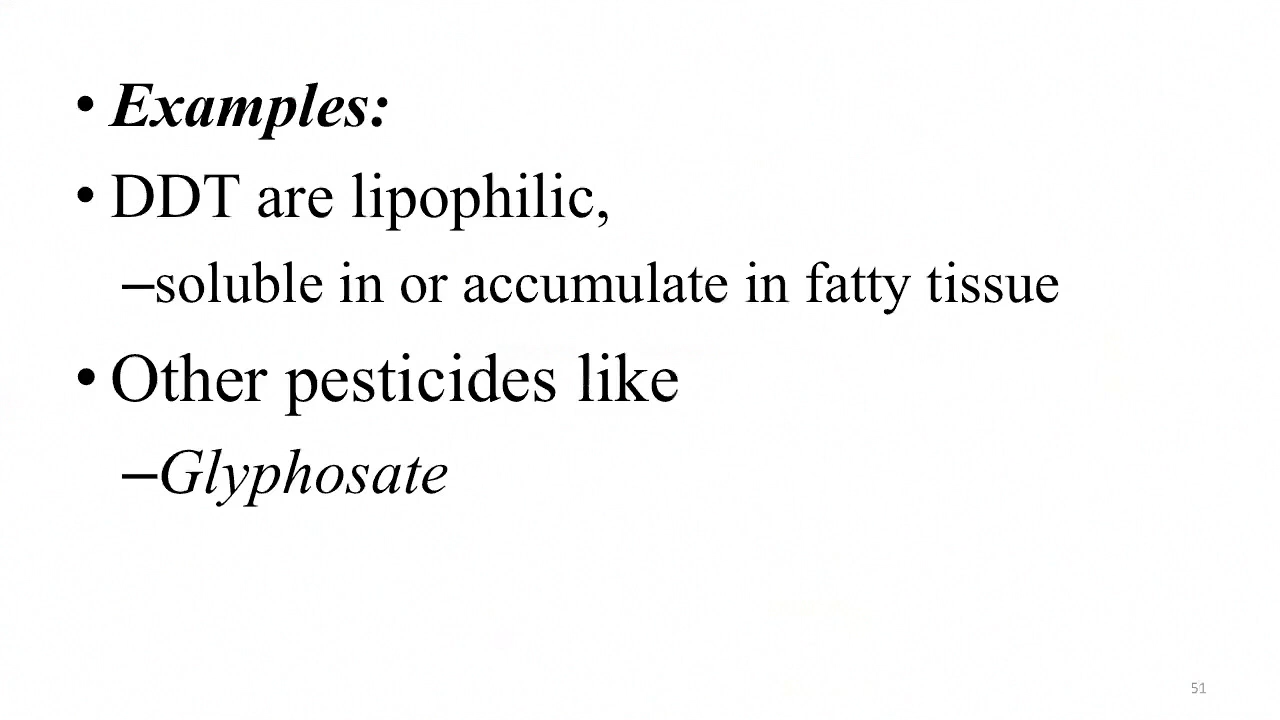 • Examples:
• DDT are lipophilic,
–soluble in or accumulate in fatty tissue
• Other pesticides like
–Glyphosate
51